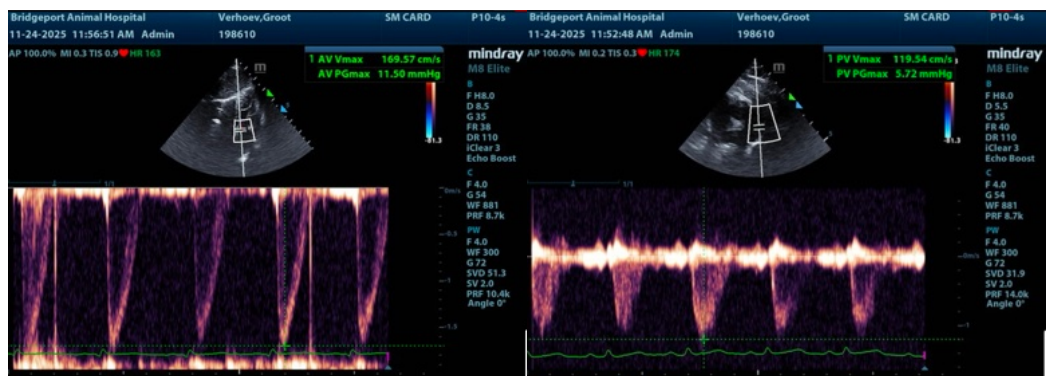 Bridgeport Animal Hospital Verhoev,Groot SM CARD P10-4s
11-24-2025 11:56:51 AM Admin 198610
AP 100.0% MI 0.3 TIS 0.9 HR 163
1 AV Vmax 169.57 cm/s
AV PGmax 11.50 mmHg
mindray
M8 Elite
B
F H8.0
D 8.5
G 35
FR 38
DR 110
iClear 3
Echo Boost
C
F 4.0
G 54
WF 881
PRF 8.7k
PW
F 4.0
WF 300
G 72
SVD 51.3
SV 2.0
PRF 10.4k
Angle 0°
m
1/1
0m/s
-0.5
-1
-1.5
Bridgeport Animal Hospital Verhoev,Groot SM CARD P10-4s
11-24-2025 11:52:48 AM Admin 198610
AP 100.0% MI 0.2 TIS 0.3 HR 174
1 PV Vmax 119.54 cm/s
PV PGmax 5.72 mmHg
mindray
M8 Elite
B
F H8.0
D 5.5
G 35
FR 40
DR 110
iClear 3
Echo Boost
C
F 4.0
G 54
WF 881
PRF 8.7k
PW
F 4.0
WF 300
G 72
SVD 31.9
SV 2.0
PRF 14.0k
Angle 0°
m
1/1
0m/s
-1